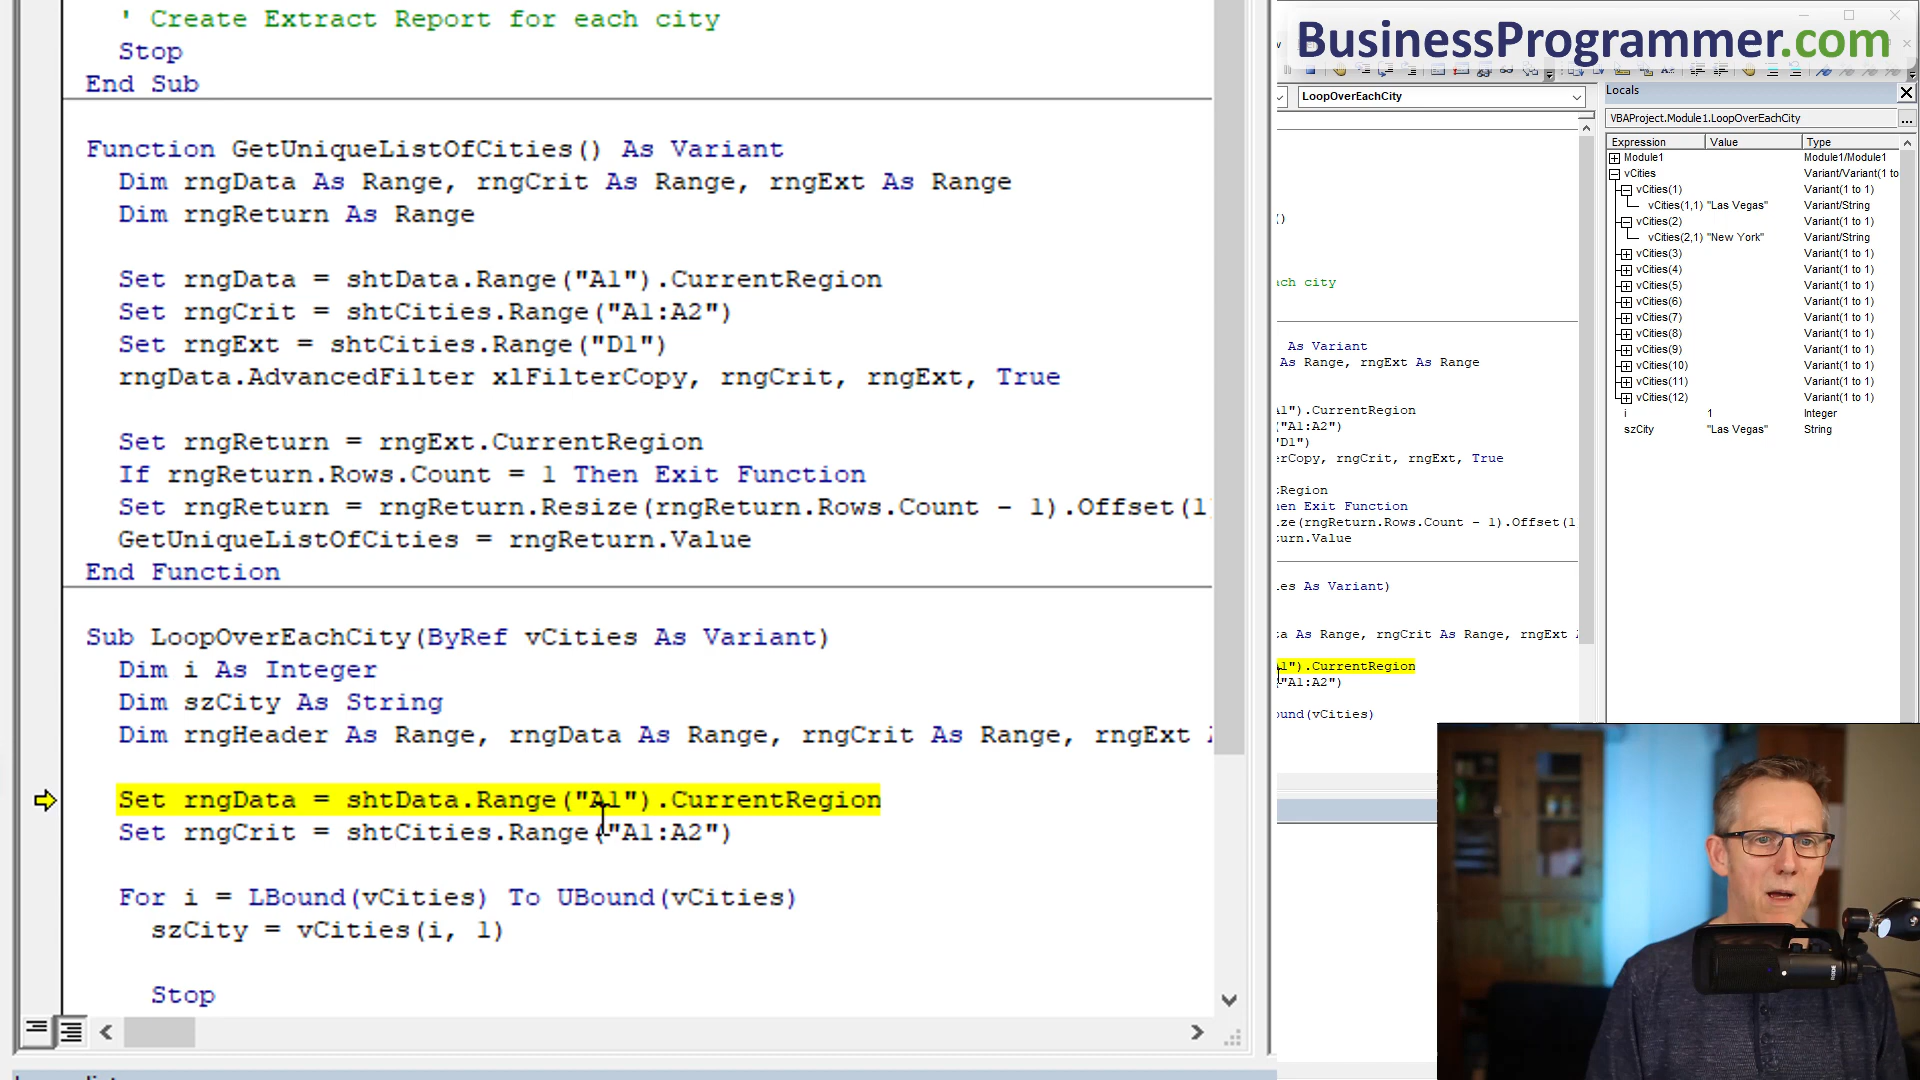 ' Create Extract Report for each city
Stop
End Sub
Function GetUniqueListOfCities() As Variant
Dim rngData As Range, rngCrit As Range, rngExt As Range
Dim rngReturn As Range
Set rngData = shtData.Range("A1").CurrentRegion
Set rngCrit = shtCities.Range("A1:A2")
Set rngExt = shtCities.Range("D1")
rngData.AdvancedFilter xlFilterCopy, rngCrit, rngExt, True
Set rngReturn = rngExt.CurrentRegion
If rngReturn.Rows.Count = 1 Then Exit Function
Set rngReturn = rngReturn.Resize(rngReturn.Rows.Count - 1).Offset(1
GetUniqueListOfCities = rngReturn.Value
End Function
Sub LoopOverEachCity(ByRef vCities As Variant)
Dim i As Integer
Dim szCity As String
Dim rngHeader As Range, rngData As Range, rngCrit As Range, rngExt
Set rngData = shtData.Range("A1").CurrentRegion
Set rngCrit = shtCities.Range("A1:A2")
For i = LBound(vCities) To UBound(vCities)
szCity = vCities(i, 1)
Stop
BusinessProgrammer.com
LoopOverEachCity
()
ach city
As Variant
As Range, rngExt As Range
A1").CurrentRegion
("A1:A2")
"D1")
erCopy, rngCrit, rngExt, True
tRegion
hen Exit Function
ize(rngReturn.Rows.Count - 1).Offset(1
turn.Value
ies As Variant)
ta As Range, rngCrit As Range, rngExt
A1").CurrentRegion
"A1:A2")
ound(vCities)
Locals
VBAProject.Module1.LoopOverEachCity ...
Expression Value Type
Module1 Module1/Module1
vCities Variant/Variant(1 to
vCities(1) Variant(1 to 1)
vCities(1,1) "Las Vegas" Variant/String
vCities(2) Variant(1 to 1)
vCities(2,1) "New York" Variant/String
vCities(3) Variant(1 to 1)
vCities(4) Variant(1 to 1)
vCities(5) Variant(1 to 1)
vCities(6) Variant(1 to 1)
vCities(7) Variant(1 to 1)
vCities(8) Variant(1 to 1)
vCities(9) Variant(1 to 1)
vCities(10) Variant(1 to 1)
vCities(11) Variant(1 to 1)
vCities(12) Variant(1 to 1)
i 1 Integer
szCity "Las Vegas" String